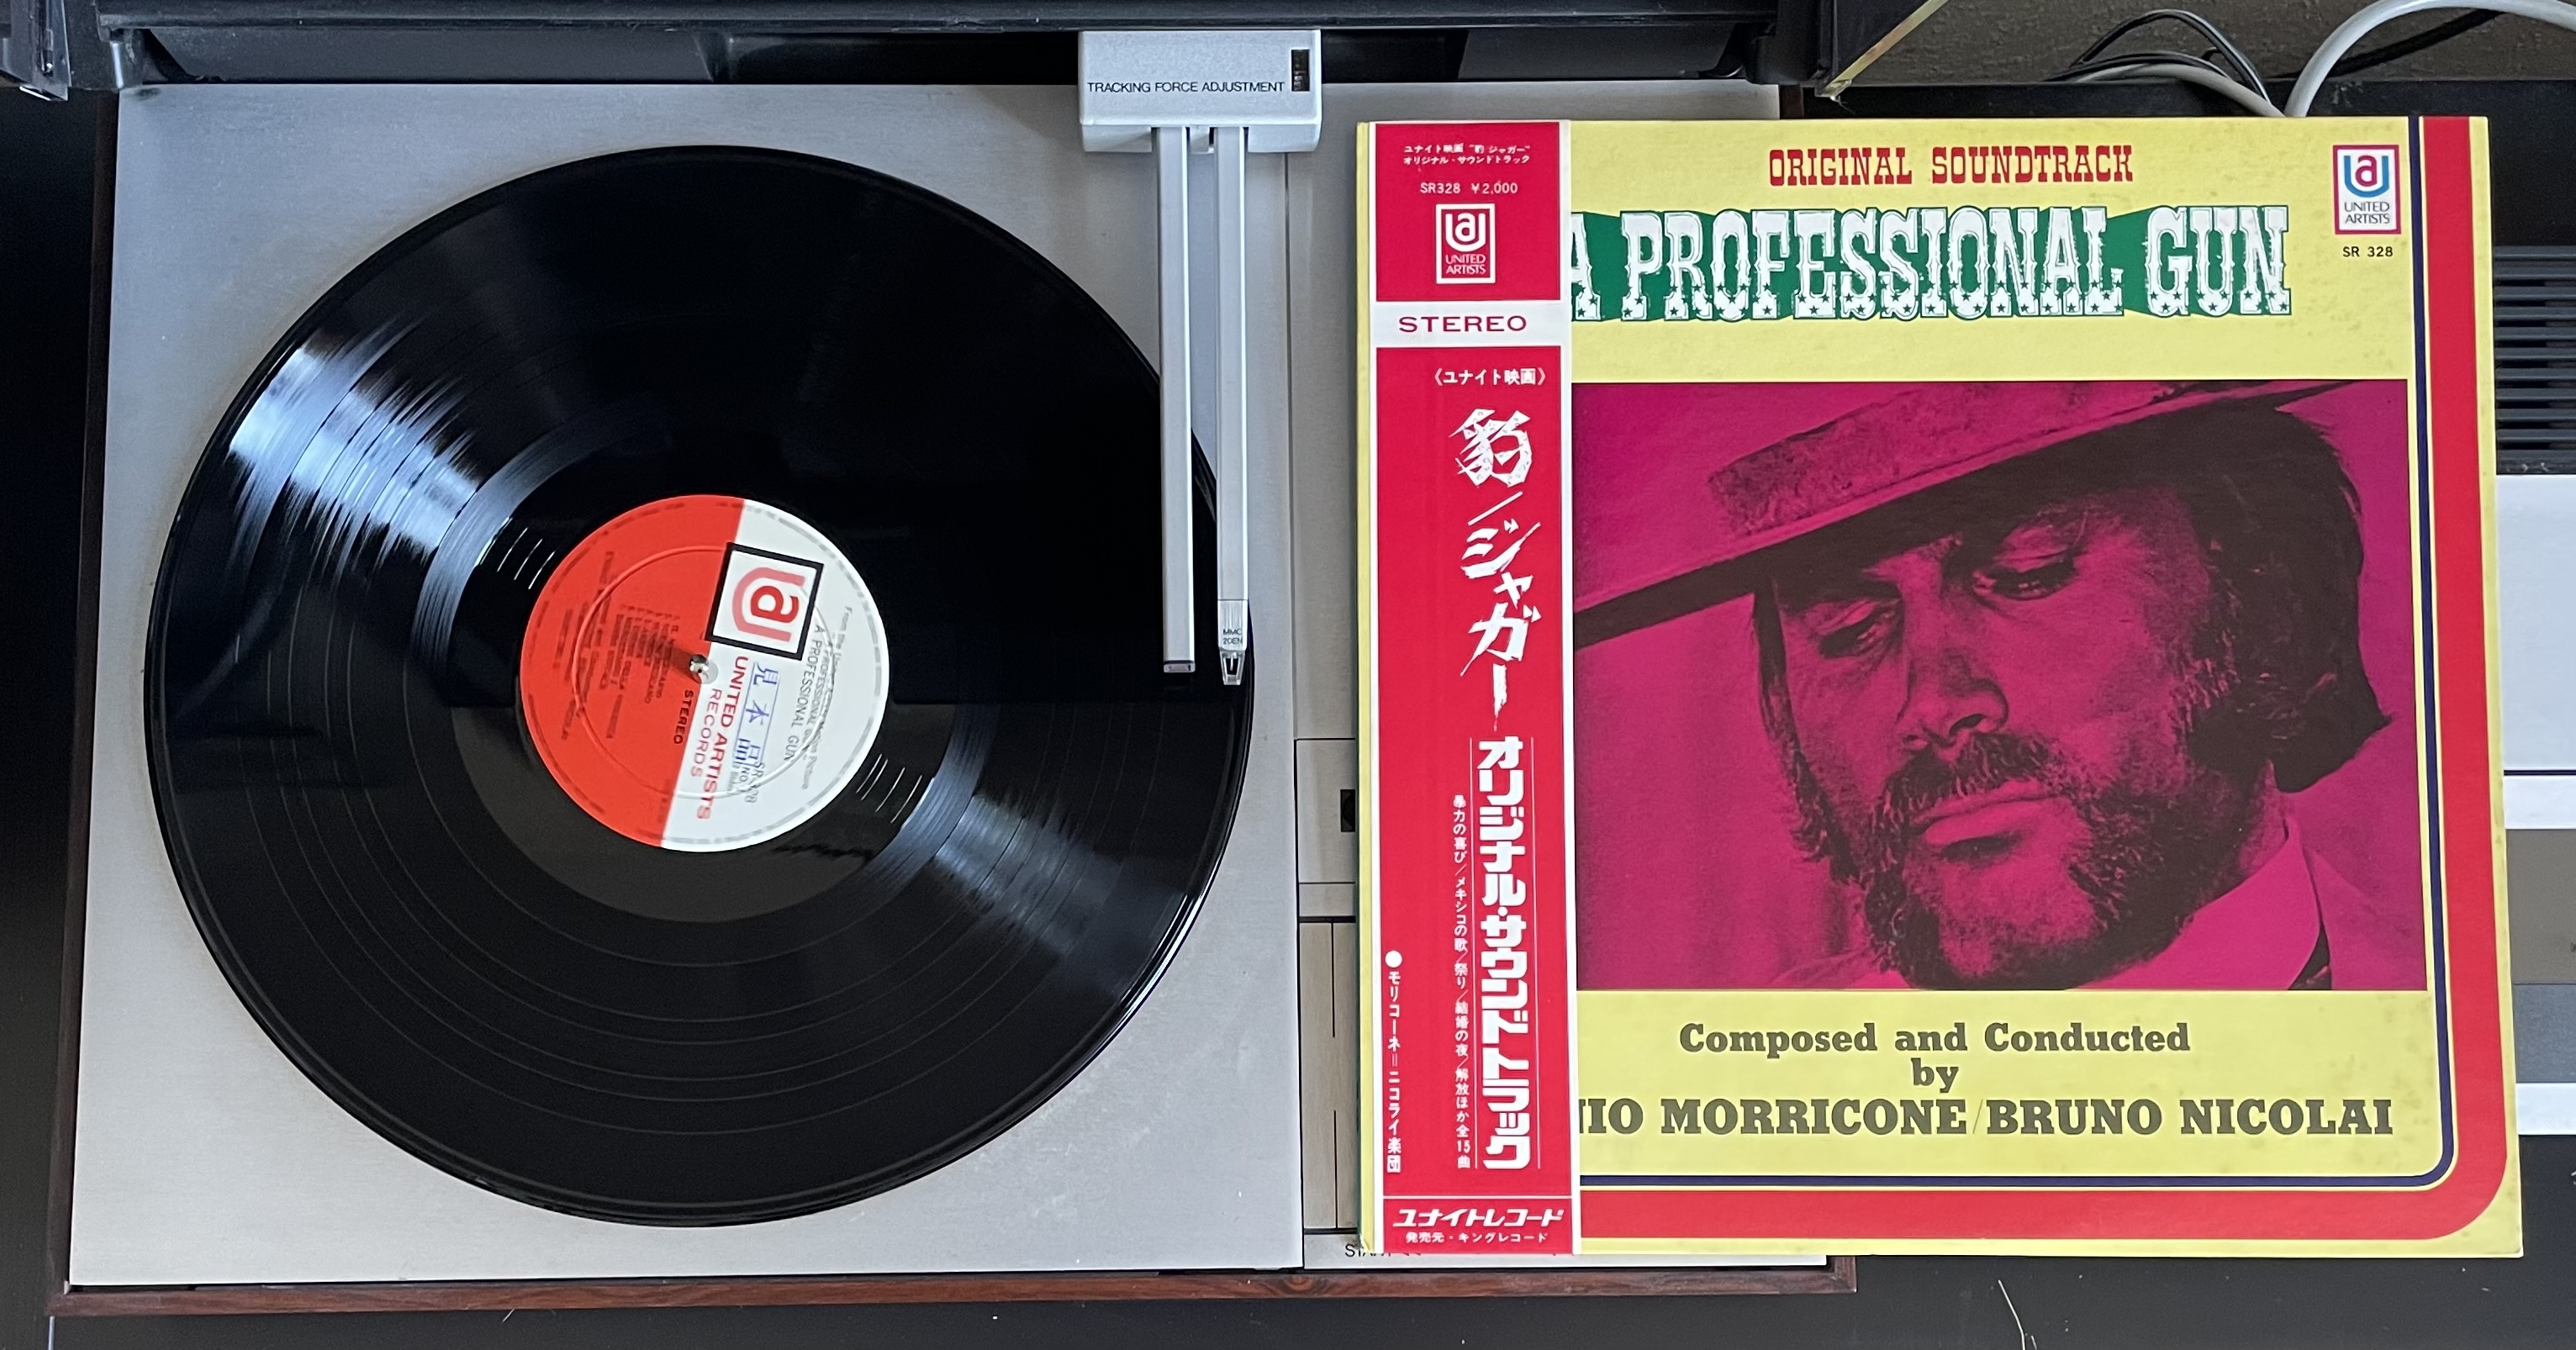 TRACKING FORCE ADJUSTMENT
MMC
20EN
UNITED ARTISTS
RECORDS
STEREO
見本品
A PROFESSIONAL GUN
ユナイト映画 "豹/ジャガー"
オリジナル・サウンドトラック
SR328 ¥2,000
UNITED
ARTISTS
STEREO
《ユナイト映画》
豹/ジャガー
オリジナル・サウンドトラック
暴力の喜び/メキシコの歌/祭り/結婚の夜/解放ほか全15曲
●モリコーネ=ニコライ楽団
ユナイトレコード
発売元・キングレコード
ORIGINAL SOUNDTRACK
A PROFESSIONAL GUN
UNITED
ARTISTS
SR 328
Composed and Conducted
by
NIO MORRICONE/BRUNO NICOLAI